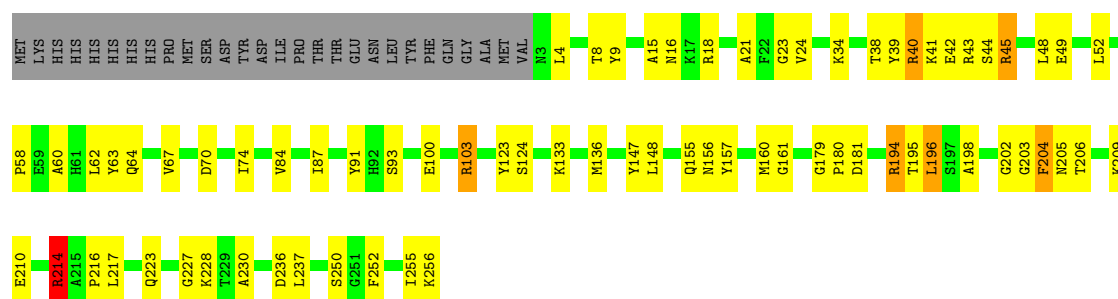 MET LYS HIS HIS HIS HIS HIS HIS HIS PRO MET SER ASP TYR ASP ILE PRO THR THR GLU ASN LEU TYR PHE GLN GLY ALA MET VAL N3 L4 T8 Y9 A15 N16 K17 R18 A21 F22 G23 V24 K34 T38 Y39 R40 K41 E42 R43 S44 R45 L48 E49 L52
P58 E59 A60 H61 L62 Y63 Q64 V67 D70 I74 V84 I87 Y91 H92 S93 E100 R103 Y123 S124 K133 M136 Y147 L148 Q155 N156 Y157 M160 G161 G179 P180 D181 R194 T195 L196 S197 A198 G202 G203 F204 N205 T206 K209
E210 R214 A215 P216 L217 Q223 G227 K228 T229 A230 D236 L237 S250 G251 F252 I255 K256